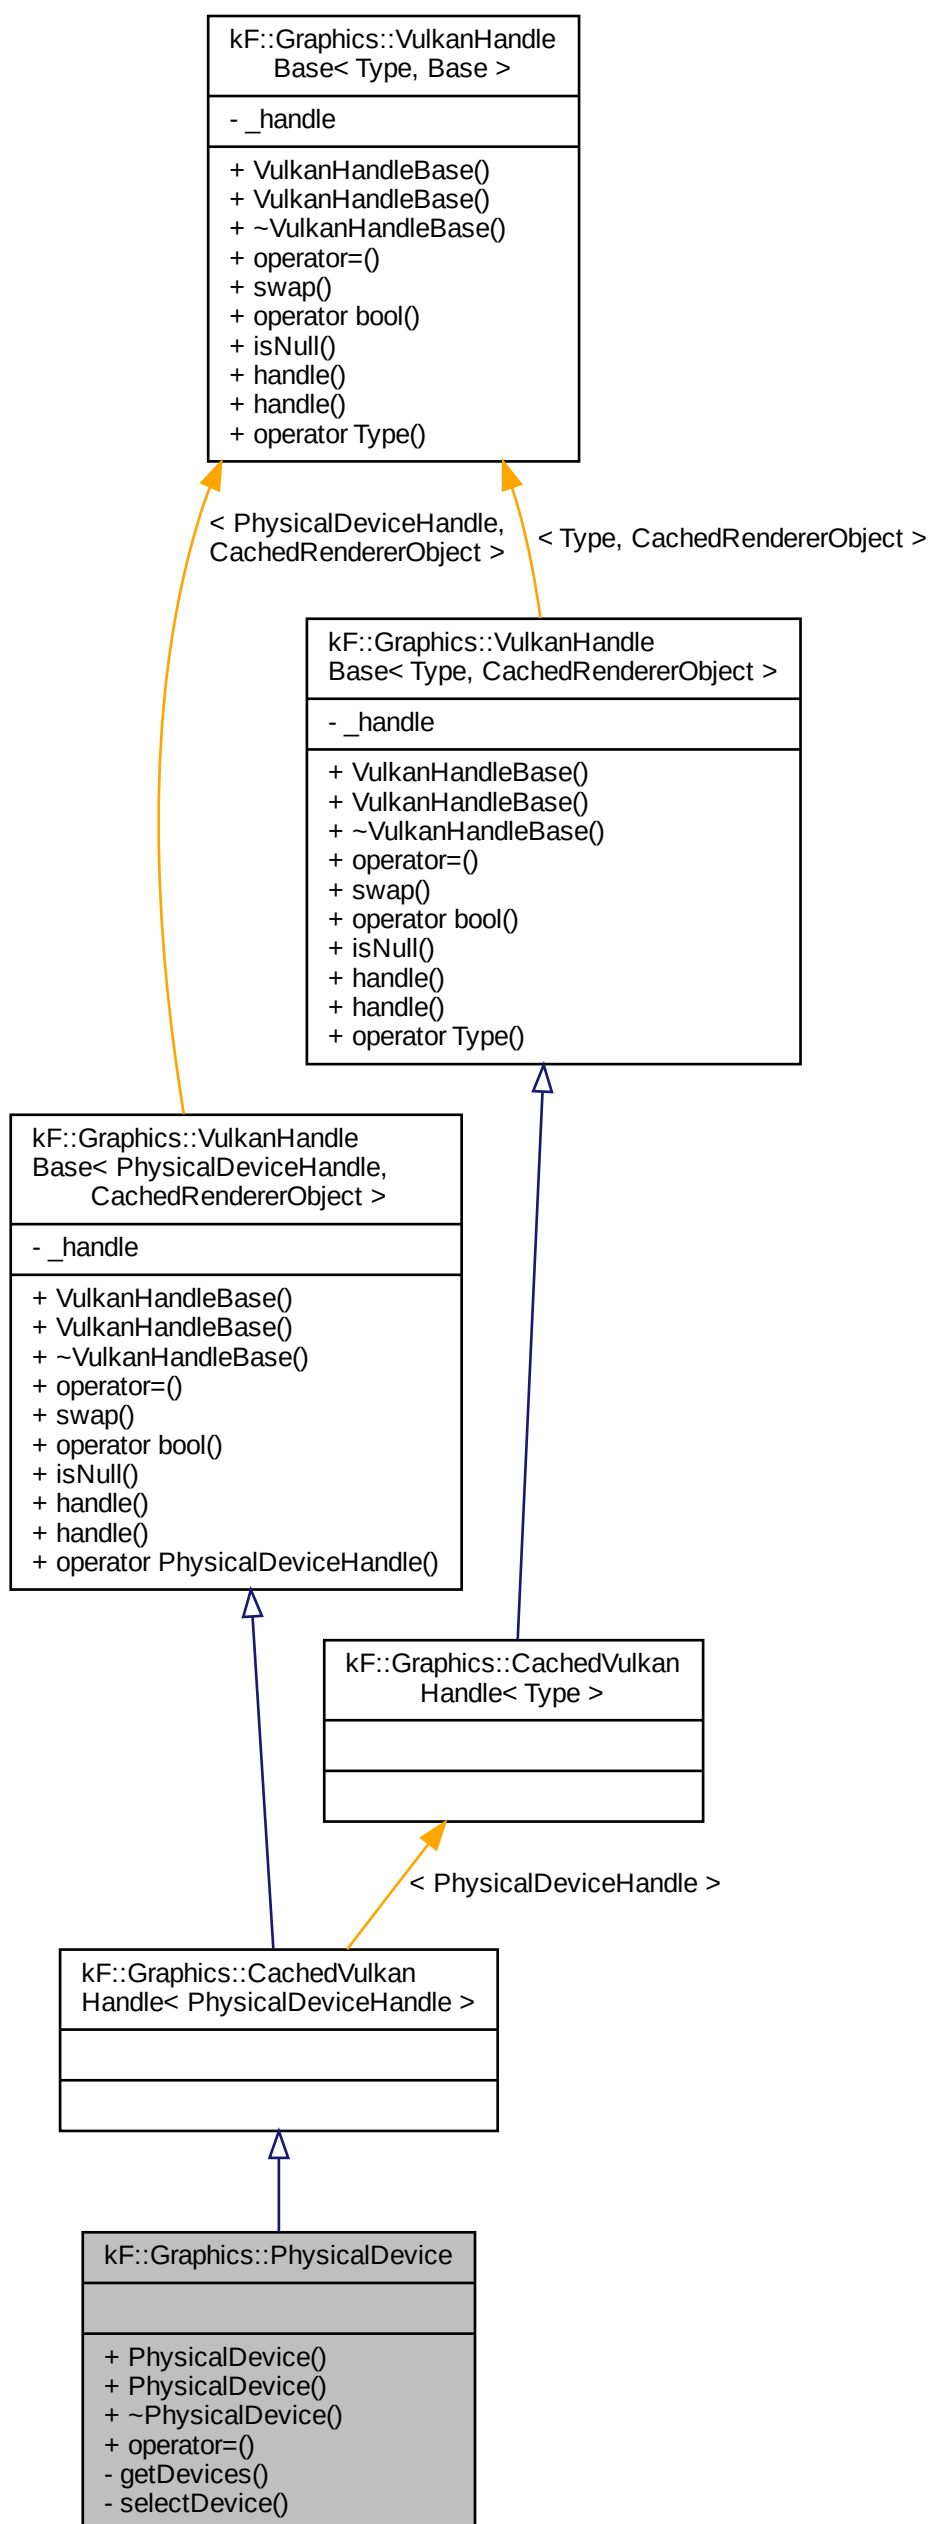 kF::Graphics::VulkanHandle
Base< Type, Base >
- _handle
+ VulkanHandleBase()
+ VulkanHandleBase()
+ ~VulkanHandleBase()
+ operator=()
+ swap()
+ operator bool()
+ isNull()
+ handle()
+ handle()
+ operator Type()
< PhysicalDeviceHandle,
CachedRendererObject >
< Type, CachedRendererObject >
kF::Graphics::VulkanHandle
Base< Type, CachedRendererObject >
- _handle
+ VulkanHandleBase()
+ VulkanHandleBase()
+ ~VulkanHandleBase()
+ operator=()
+ swap()
+ operator bool()
+ isNull()
+ handle()
+ handle()
+ operator Type()
kF::Graphics::VulkanHandle
Base< PhysicalDeviceHandle,
CachedRendererObject >
- _handle
+ VulkanHandleBase()
+ VulkanHandleBase()
+ ~VulkanHandleBase()
+ operator=()
+ swap()
+ operator bool()
+ isNull()
+ handle()
+ handle()
+ operator PhysicalDeviceHandle()
kF::Graphics::CachedVulkan
Handle< Type >
< PhysicalDeviceHandle >
kF::Graphics::CachedVulkan
Handle< PhysicalDeviceHandle >
kF::Graphics::PhysicalDevice
+ PhysicalDevice()
+ PhysicalDevice()
+ ~PhysicalDevice()
+ operator=()
- getDevices()
- selectDevice()